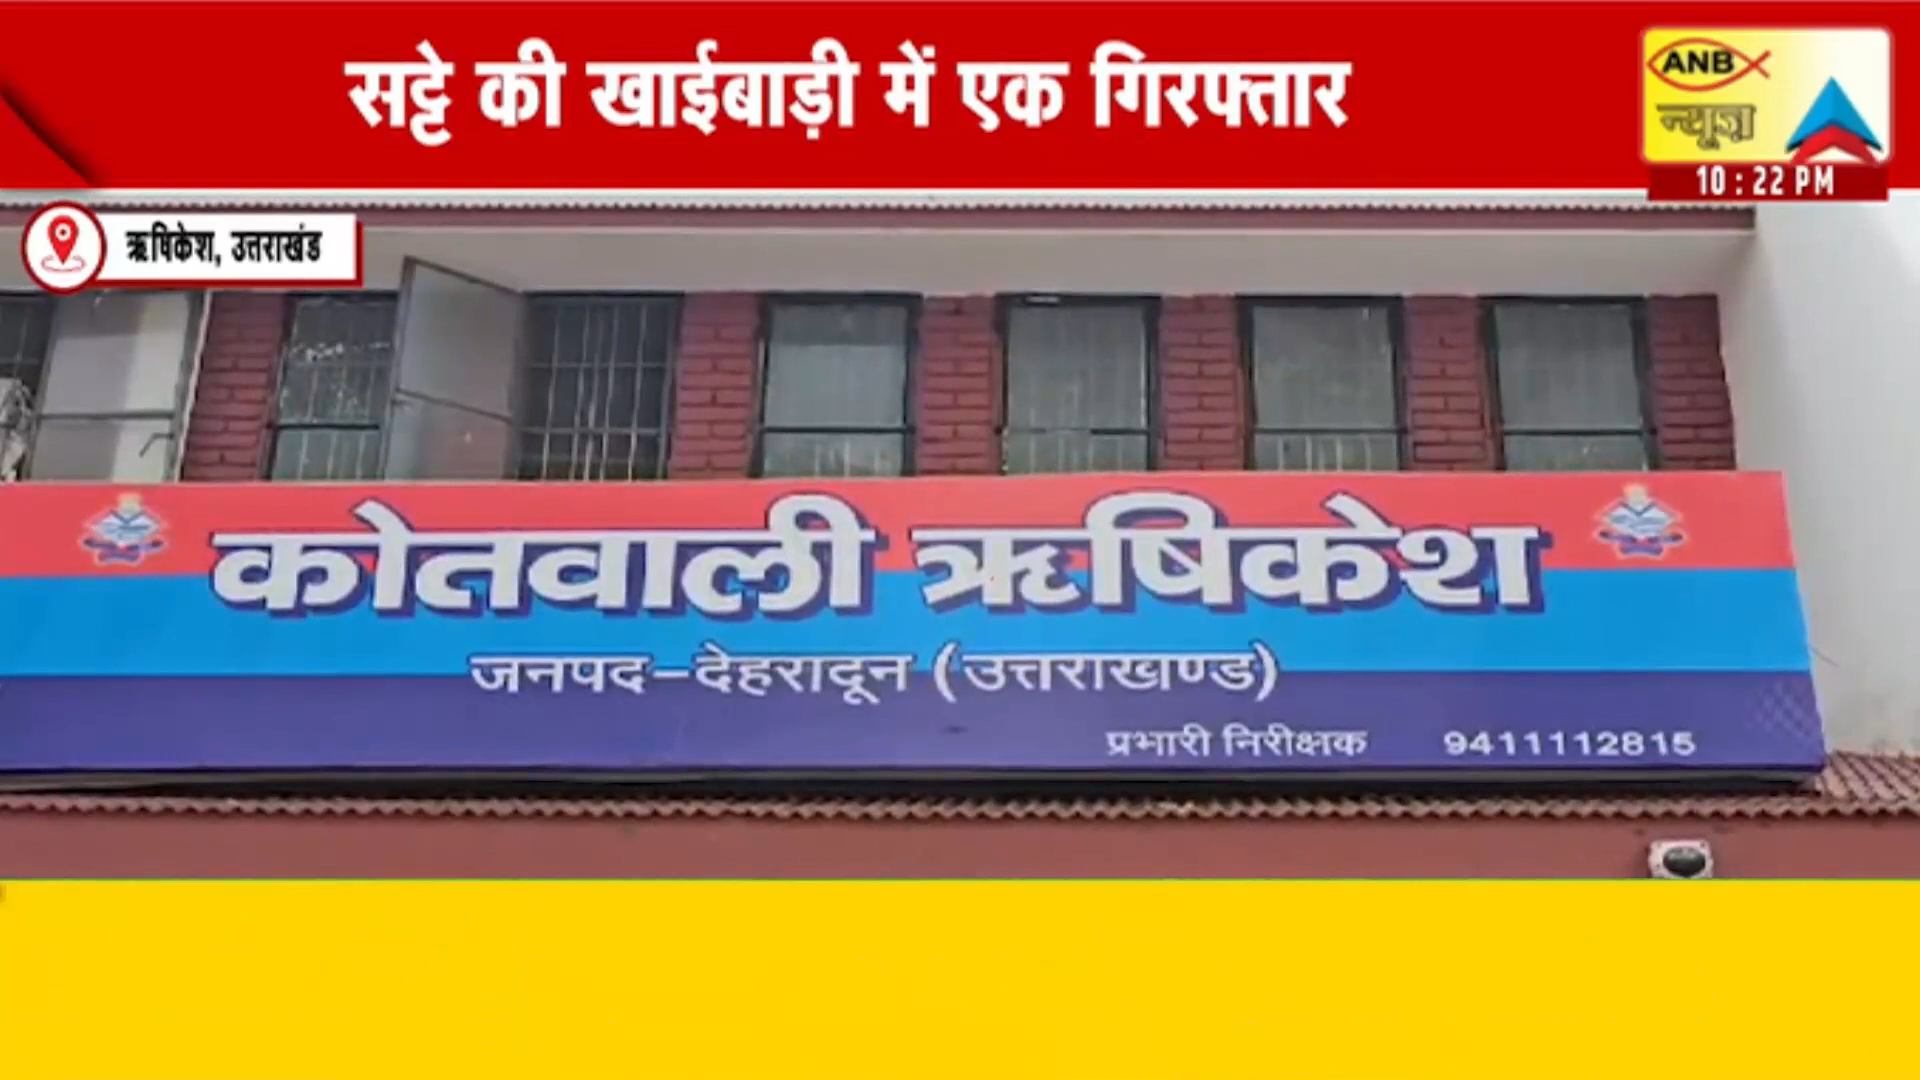 सट्टे की खाईबाड़ी में एक गिरफ्तार
ANB
न्यूज़
10 : 22 PM
ऋषिकेश, उत्तराखंड
कोतवाली ऋषिकेश
जनपद-देहरादून (उत्तराखण्ड)
प्रभारी निरीक्षक 9411112815